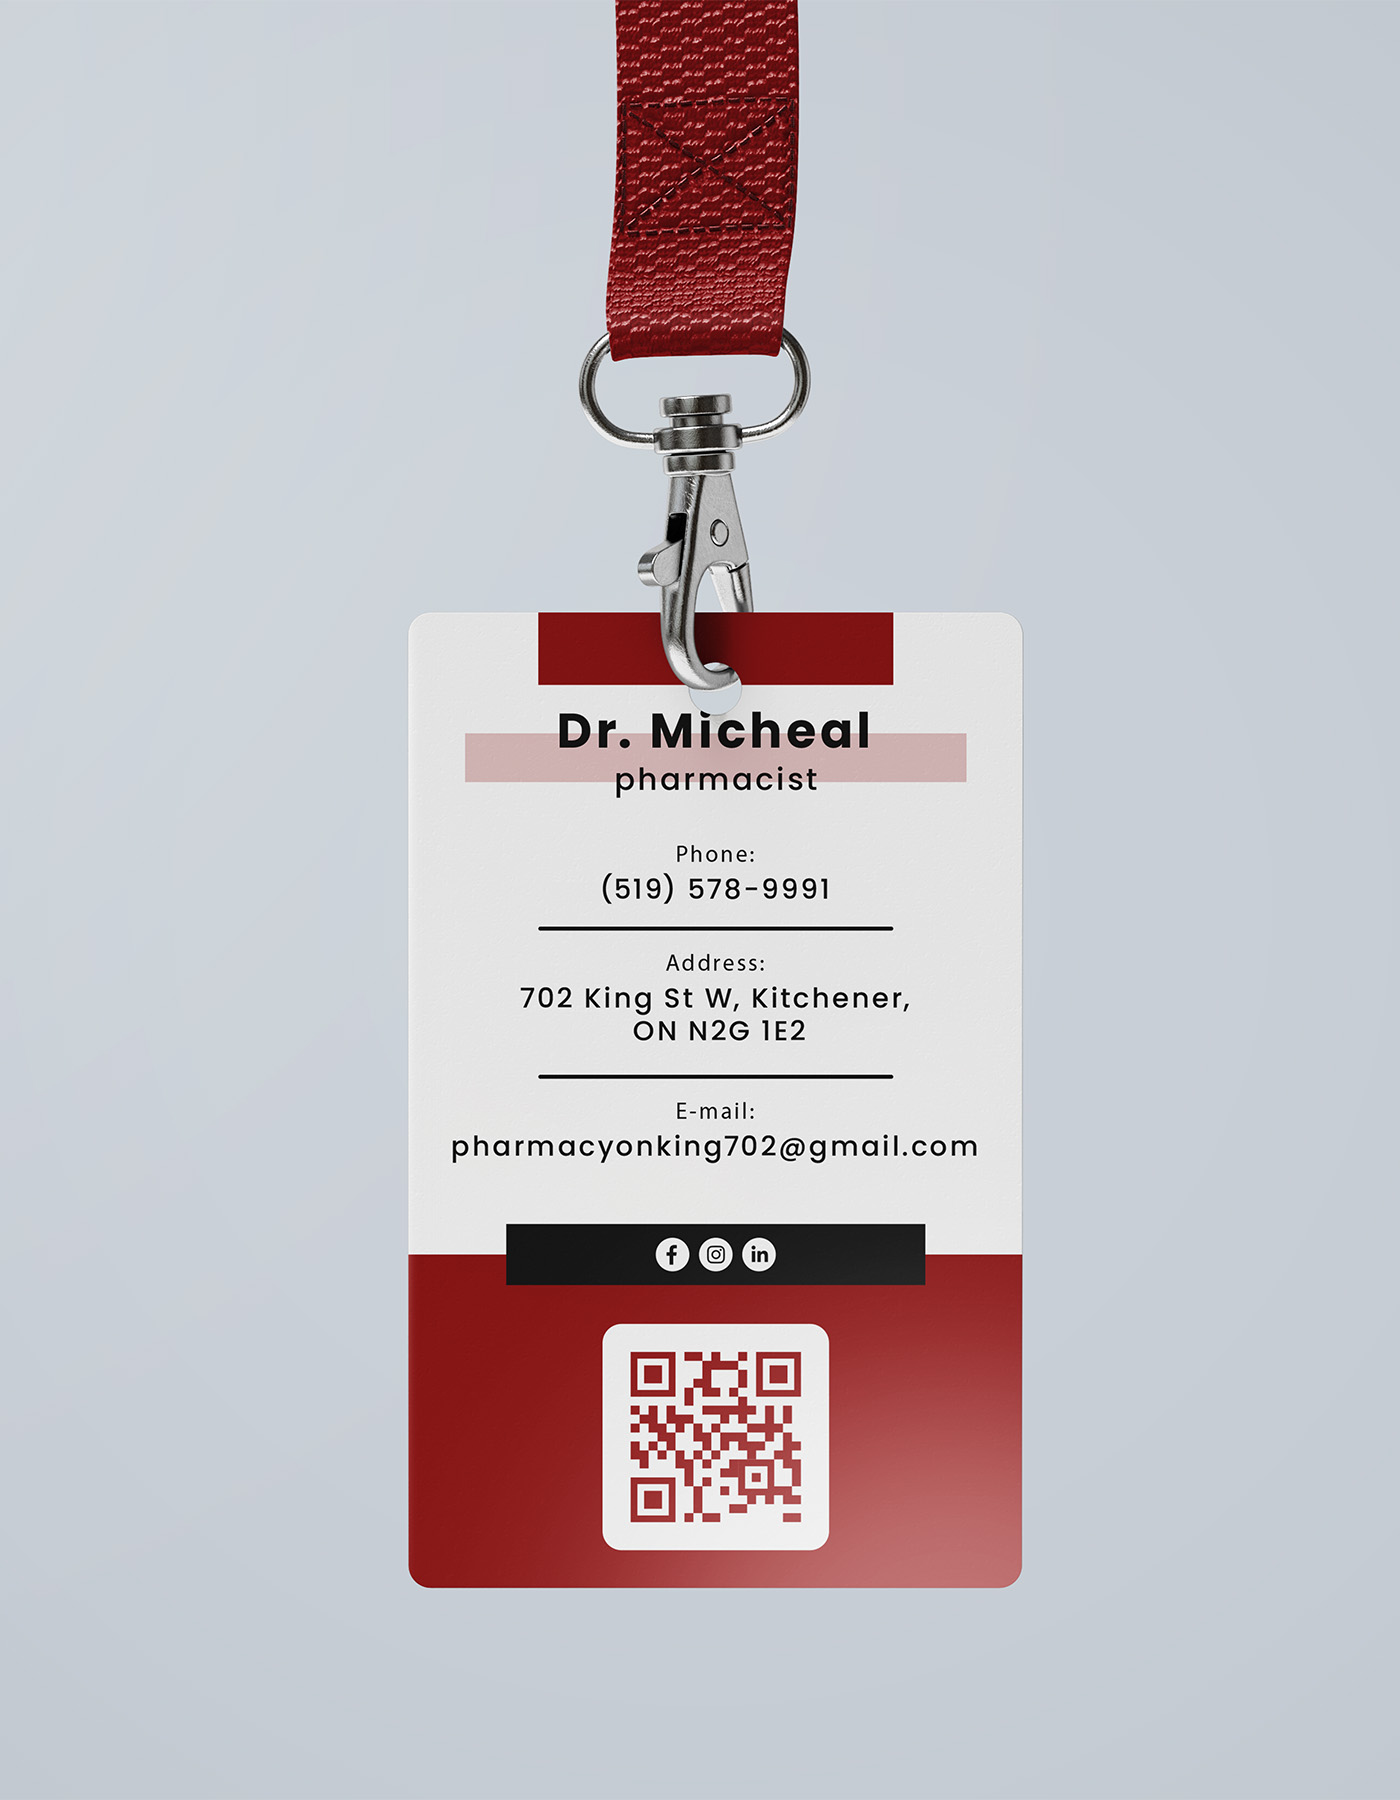 Dr. Micheal
pharmacist
Phone:
(519) 578-9991
Address:
702 King St W, Kitchener,
ON N2G 1E2
E-mail:
pharmacyonking702@gmail.com
f
in